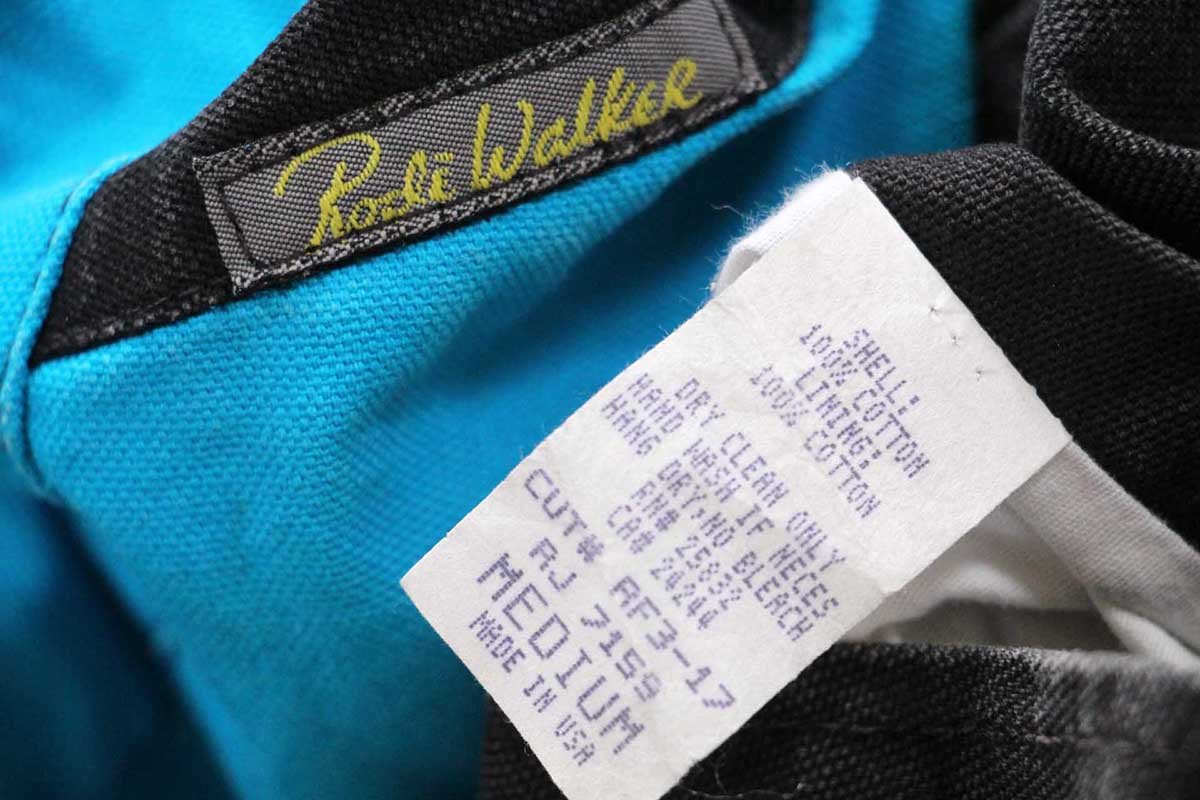 Rodi Walker
SHELL:
100% COTTON
LINING:
100% COTTON
DRY CLEAN ONLY
HAND WASH IF NECES
HANG DRY.NO BLEACH
RN# 25832
CA# 24244
CUT# AF3-17
RJ 7159
MEDIUM
MADE IN USA